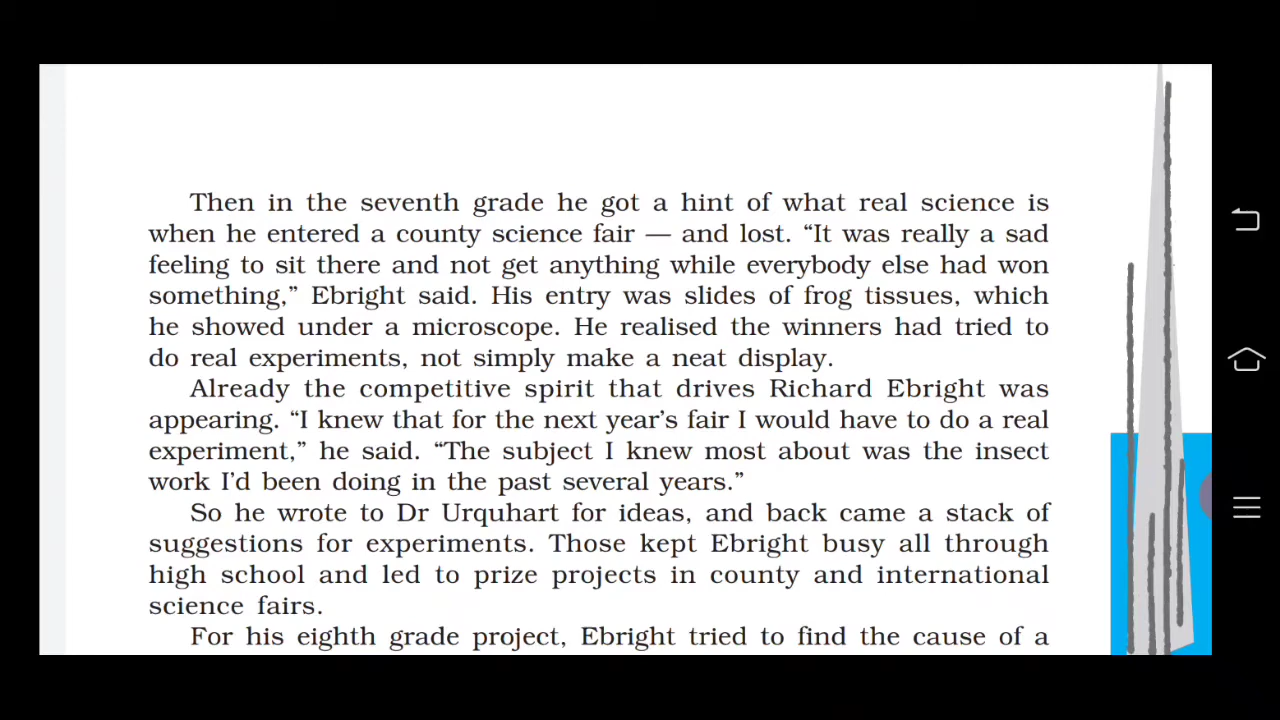 Then in the seventh grade he got a hint of what real science is
when he entered a county science fair — and lost. “It was really a sad
feeling to sit there and not get anything while everybody else had won
something,” Ebright said. His entry was slides of frog tissues, which
he showed under a microscope. He realised the winners had tried to
do real experiments, not simply make a neat display.
Already the competitive spirit that drives Richard Ebright was
appearing. “I knew that for the next year’s fair I would have to do a real
experiment,” he said. “The subject I knew most about was the insect
work I’d been doing in the past several years.”
So he wrote to Dr Urquhart for ideas, and back came a stack of
suggestions for experiments. Those kept Ebright busy all through
high school and led to prize projects in county and international
science fairs.
For his eighth grade project, Ebright tried to find the cause of a